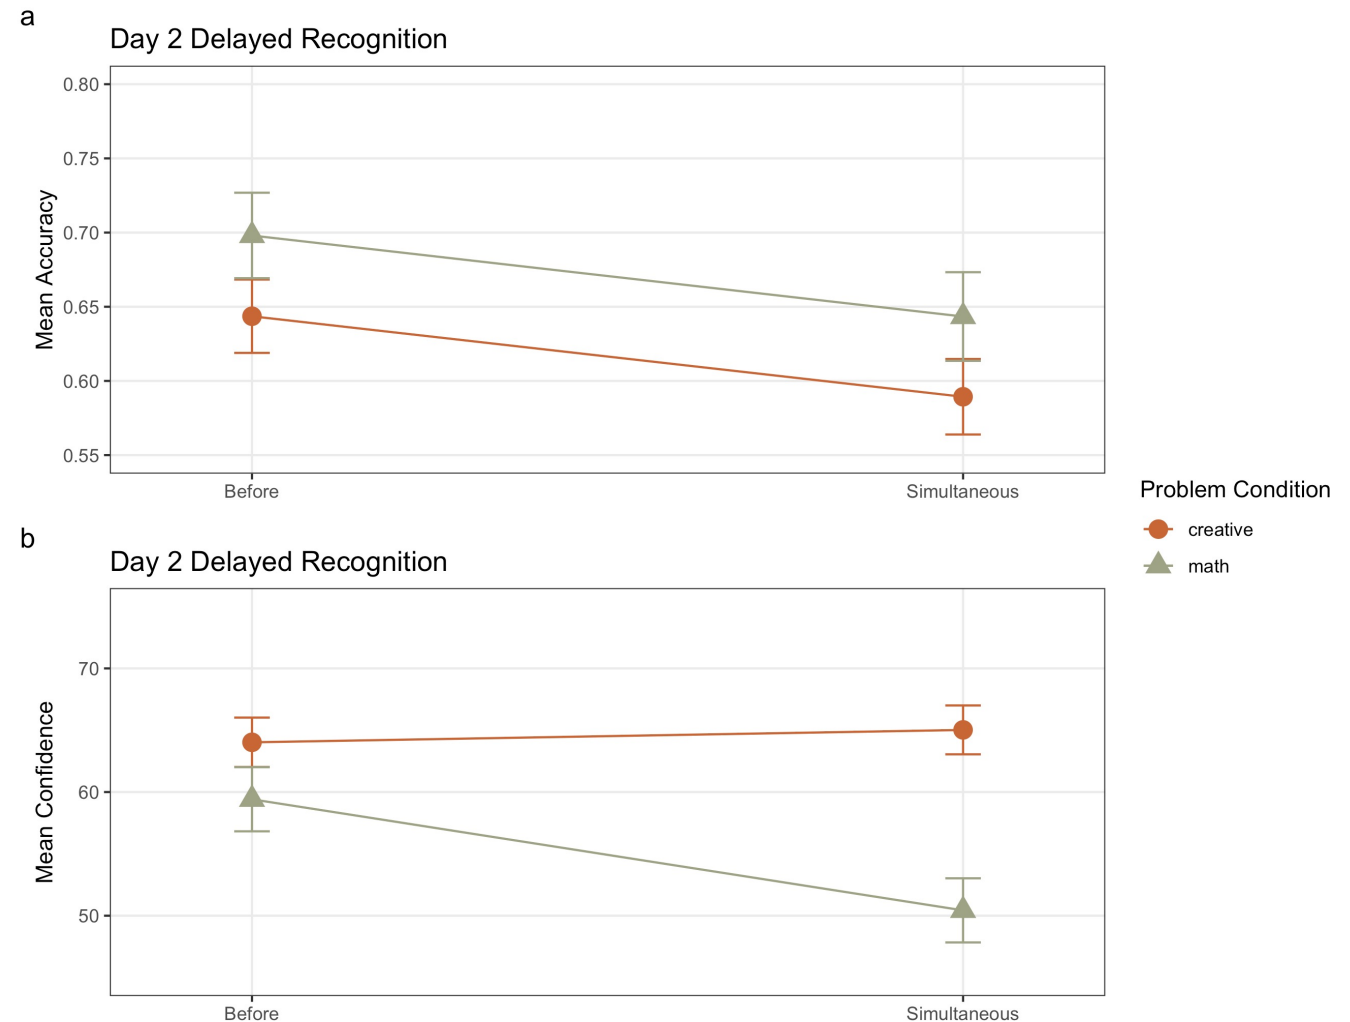 a
Day 2 Delayed Recognition
Mean Accuracy
0.80
0.75
0.70
0.65
0.60
0.55
Before
Simultaneous
Problem Condition
creative
math
b
Day 2 Delayed Recognition
Mean Confidence
70
60
50
Before
Simultaneous